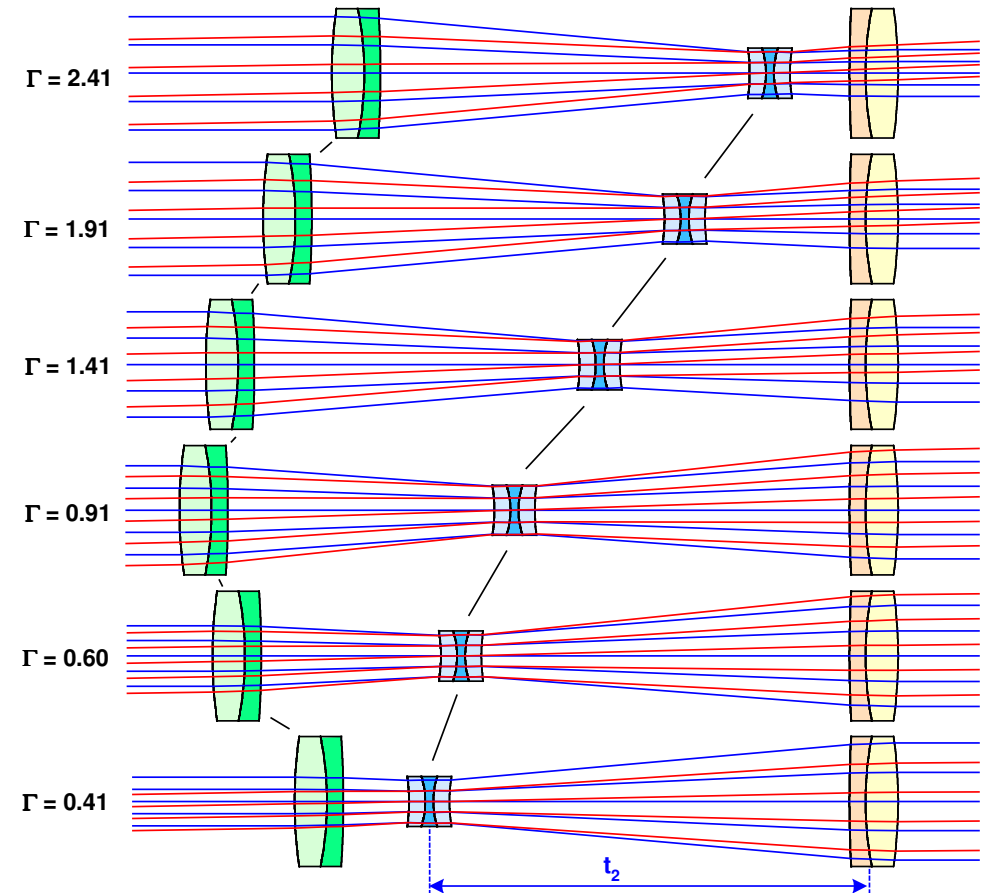 Γ = 2.41
Γ = 1.91
Γ = 1.41
Γ = 0.91
Γ = 0.60
Γ = 0.41
t₂